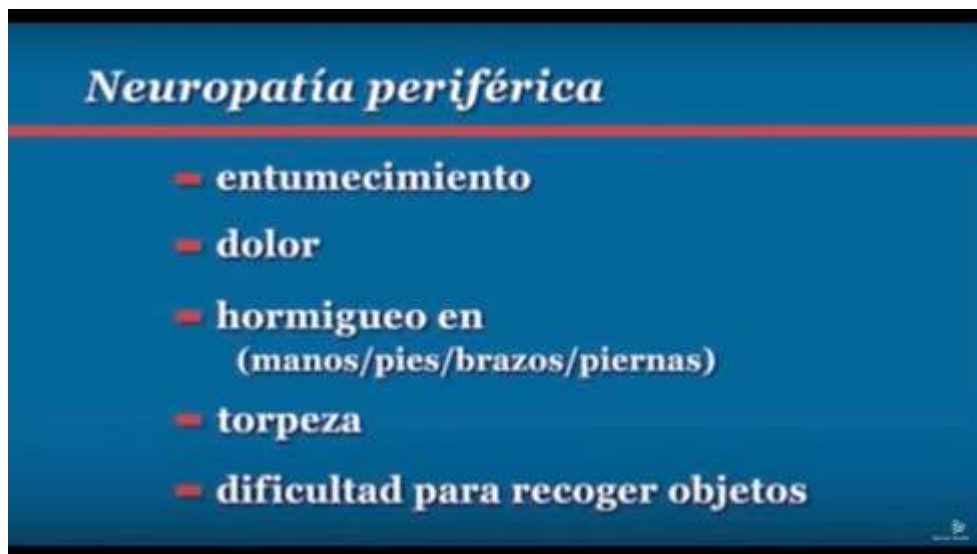 Neuropatía periférica
- entumecimiento
- dolor
- hormigueo en
(manos/pies/brazos/piernas)
- torpeza
- dificultad para recoger objetos